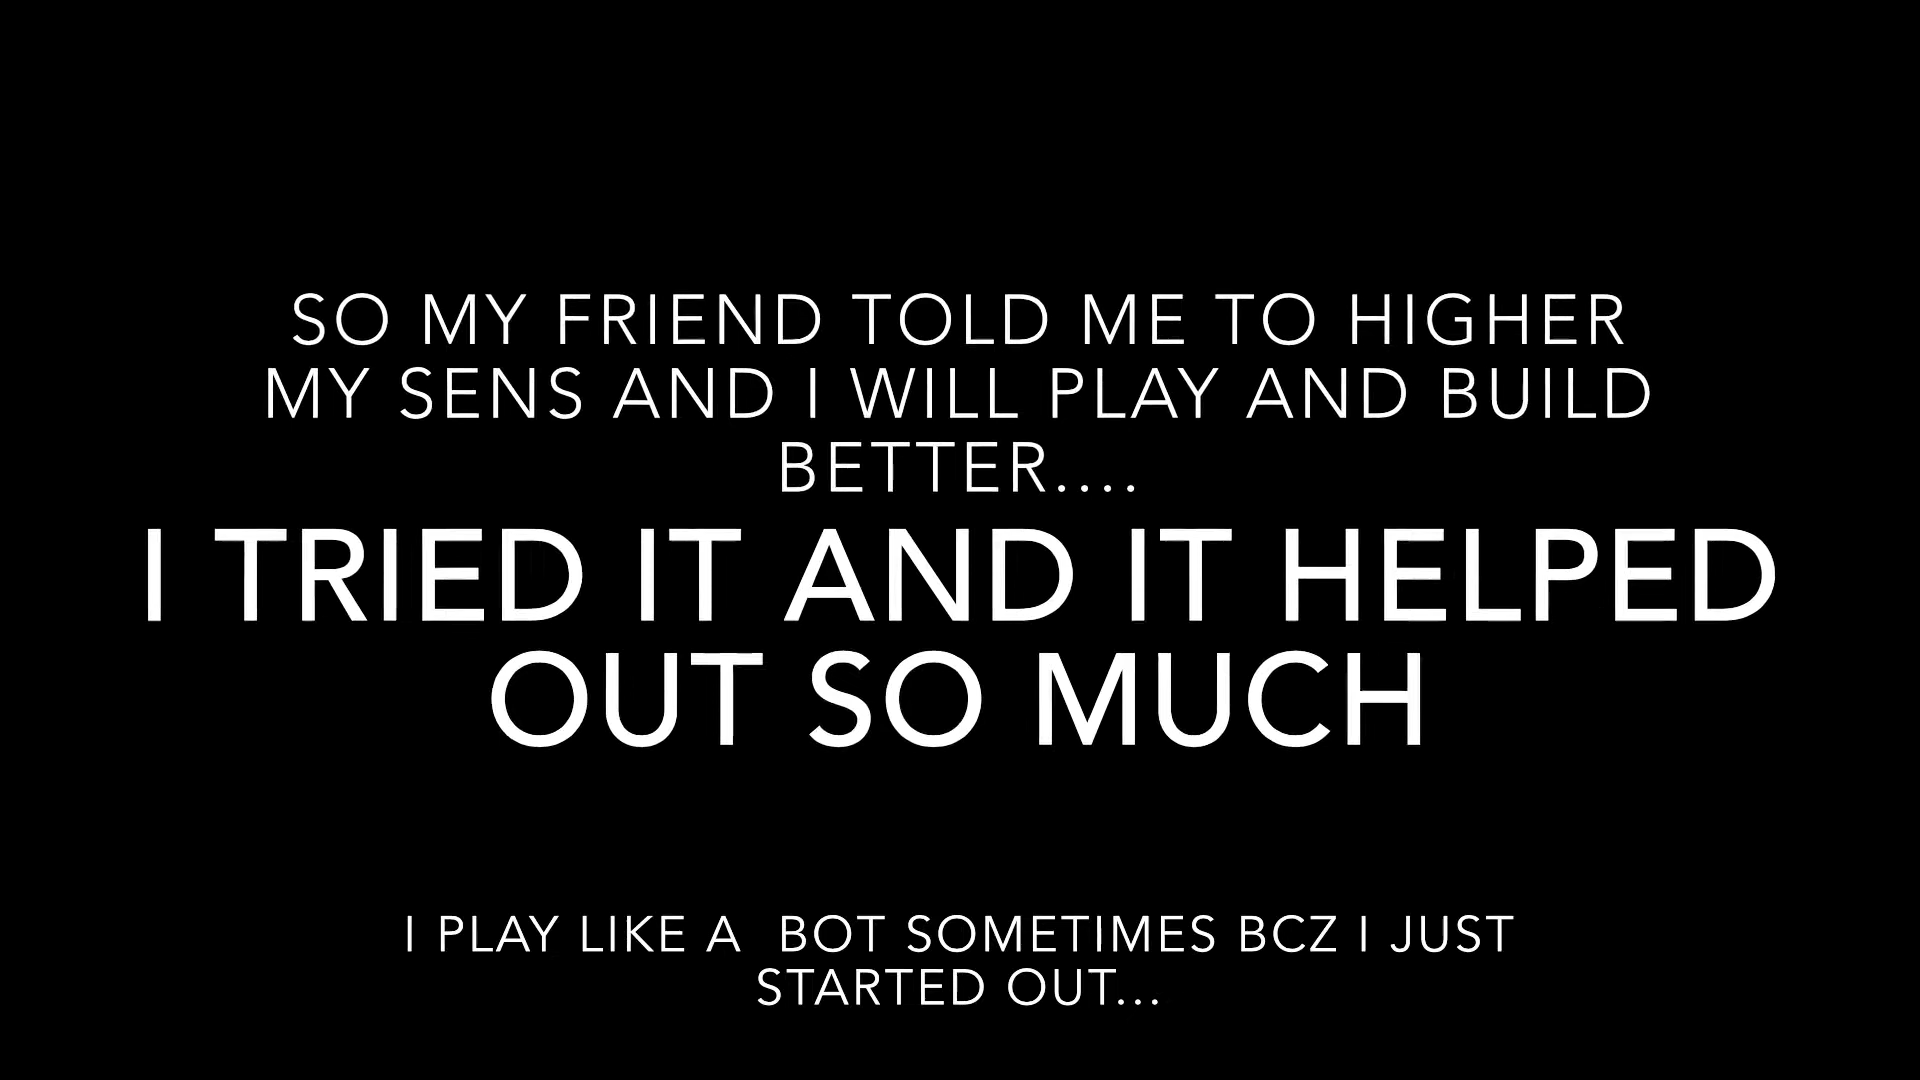 SO MY FRIEND TOLD ME TO HIGHER
MY SENS AND I WILL PLAY AND BUILD
BETTER....
I TRIED IT AND IT HELPED
OUT SO MUCH
I PLAY LIKE A  BOT SOMETIMES BCZ I JUST
STARTED OUT...